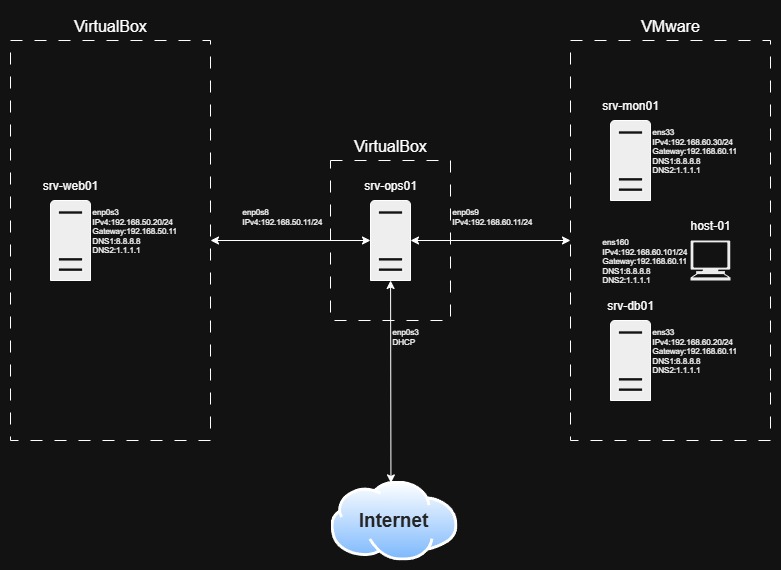 VirtualBox
srv-web01
enp0s3
IPv4:192.168.50.20/24
Gateway:192.168.50.11
DNS1:8.8.8.8
DNS2:1.1.1.1
enp0s8
IPv4:192.168.50.11/24
VirtualBox
srv-ops01
enp0s9
IPv4:192.168.60.11/24
enp0s3
DHCP
Internet
VMware
srv-mon01
ens33
IPv4:192.168.60.30/24
Gateway:192.168.60.11
DNS1:8.8.8.8
DNS2:1.1.1.1
host-01
ens160
IPv4:192.168.60.101/24
Gateway:192.168.60.11
DNS1:8.8.8.8
DNS2:1.1.1.1
srv-db01
ens33
IPv4:192.168.60.20/24
Gateway:192.168.60.11
DNS1:8.8.8.8
DNS2:1.1.1.1